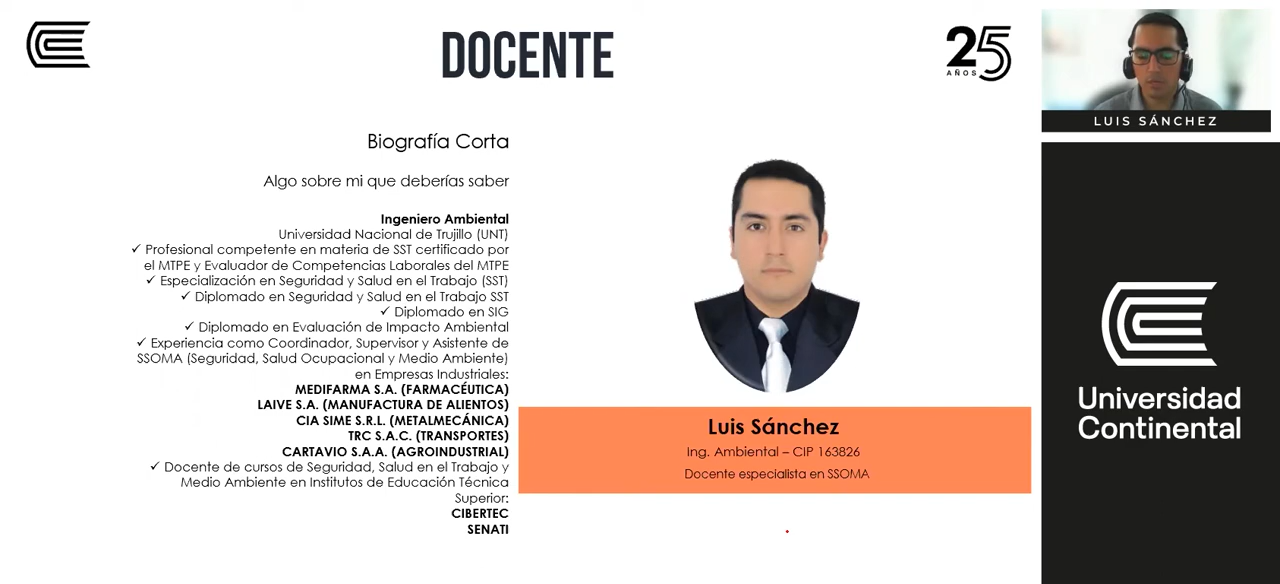 DOCENTE
25
AÑOS
Biografía Corta
Algo sobre mi que deberías saber
Ingeniero Ambiental
Universidad Nacional de Trujillo (UNT)
✓ Profesional competente en materia de SST certificado por
el MTPE y Evaluador de Competencias Laborales del MTPE
✓ Especialización en Seguridad y Salud en el Trabajo (SST)
✓ Diplomado en Seguridad y Salud en el Trabajo SST
✓ Diplomado en SIG
✓ Diplomado en Evaluación de Impacto Ambiental
✓ Experiencia como Coordinador, Supervisor y Asistente de
SSOMA (Seguridad, Salud Ocupacional y Medio Ambiente)
en Empresas Industriales:
MEDIFARMA S.A. (FARMACÉUTICA)
LAIVE S.A. (MANUFACTURA DE ALIENTOS)
CIA SIME S.R.L. (METALMECÁNICA)
TRC S.A.C. (TRANSPORTES)
CARTAVIO S.A.A. (AGROINDUSTRIAL)
✓ Docente de cursos de Seguridad, Salud en el Trabajo y
Medio Ambiente en Institutos de Educación Técnica
Superior:
CIBERTEC
SENATI
Luis Sánchez
Ing. Ambiental – CIP 163826
Docente especialista en SSOMA
LUIS SÁNCHEZ
Universidad
Continental